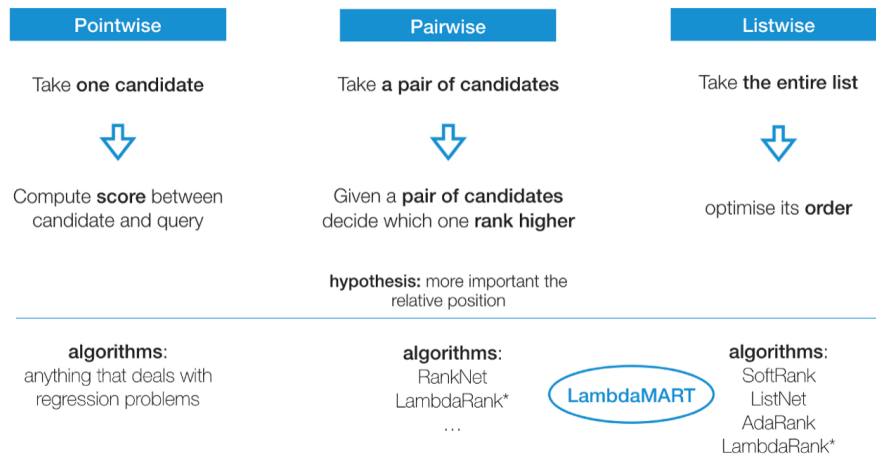 Pointwise
Take one candidate
Compute score between
candidate and query
algorithms:
anything that deals with
regression problems
Pairwise
Take a pair of candidates
Given a pair of candidates
decide which one rank higher
hypothesis: more important the
relative position
algorithms:
RankNet
LambdaRank*
...
LambdaMART
Listwise
Take the entire list
optimise its order
algorithms:
SoftRank
ListNet
AdaRank
LambdaRank*